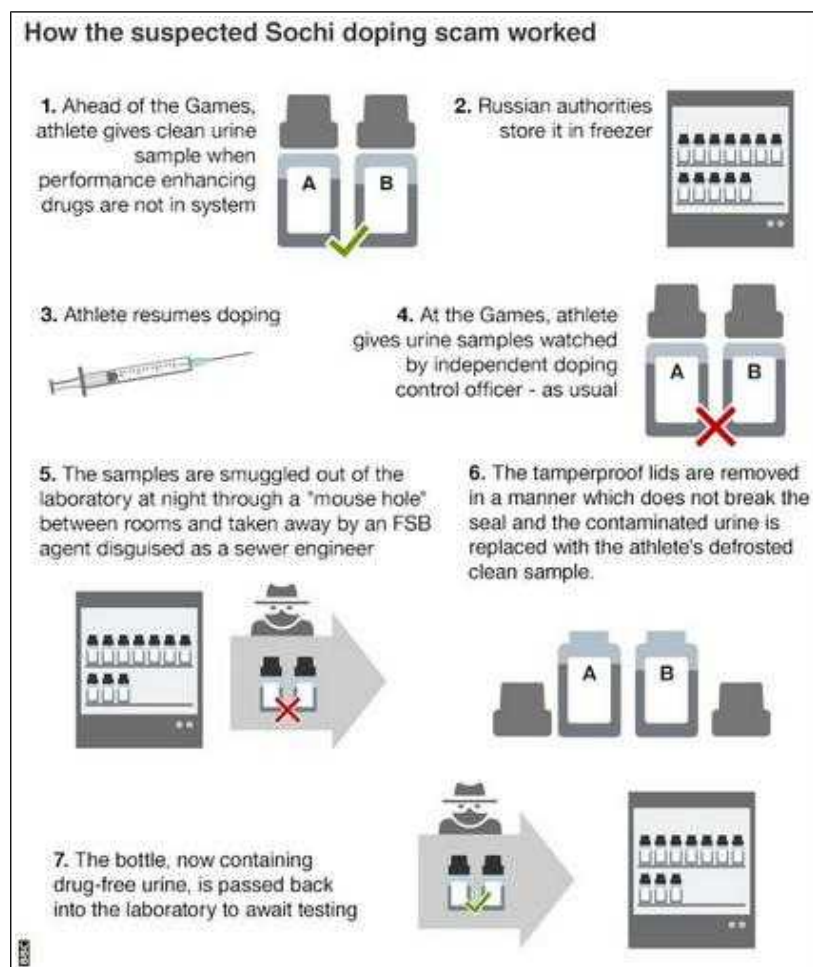 How the suspected Sochi doping scam worked
1. Ahead of the Games,
athlete gives clean urine
sample when
performance enhancing
drugs are not in system
A
B
2. Russian authorities
store it in freezer
3. Athlete resumes doping
4. At the Games, athlete
gives urine samples watched
by independent doping
control officer - as usual
A
B
5. The samples are smuggled out of the
laboratory at night through a "mouse hole"
between rooms and taken away by an FSB
agent disguised as a sewer engineer
6. The tamperproof lids are removed
in a manner which does not break the
seal and the contaminated urine is
replaced with the athlete's defrosted
clean sample.
A
B
7. The bottle, now containing
drug-free urine, is passed back
into the laboratory to await testing
BBC